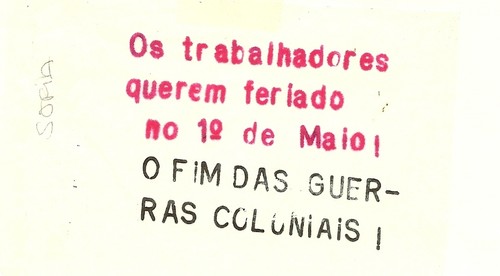 SOFIA
Os trabalhadores
querem feriado
no 1º de Maio!
O FiM DAS GUER-
RAS COLONiAiS !